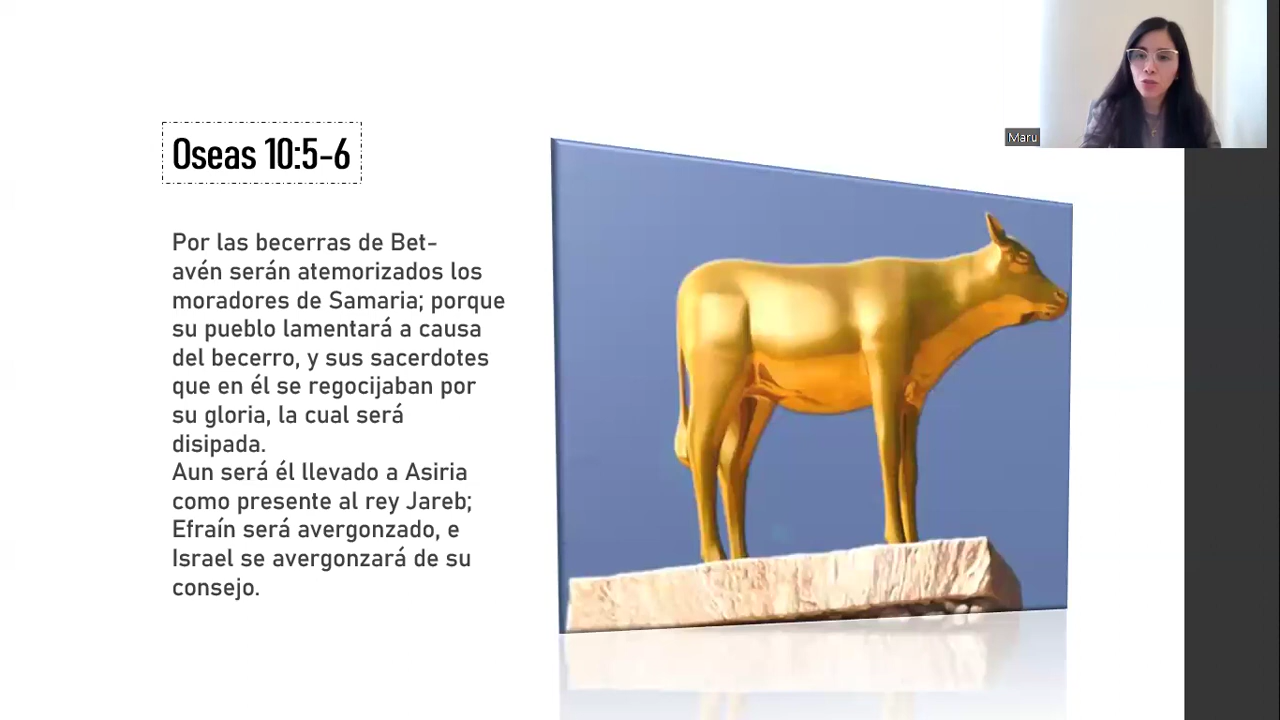 Oseas 10:5-6
Por las becerras de Bet-
avén serán atemorizados los
moradores de Samaria; porque
su pueblo lamentará a causa
del becerro, y sus sacerdotes
que en él se regocijaban por
su gloria, la cual será
disipada.
Aun será él llevado a Asiria
como presente al rey Jareb;
Efraín será avergonzado, e
Israel se avergonzará de su
consejo.
Maru